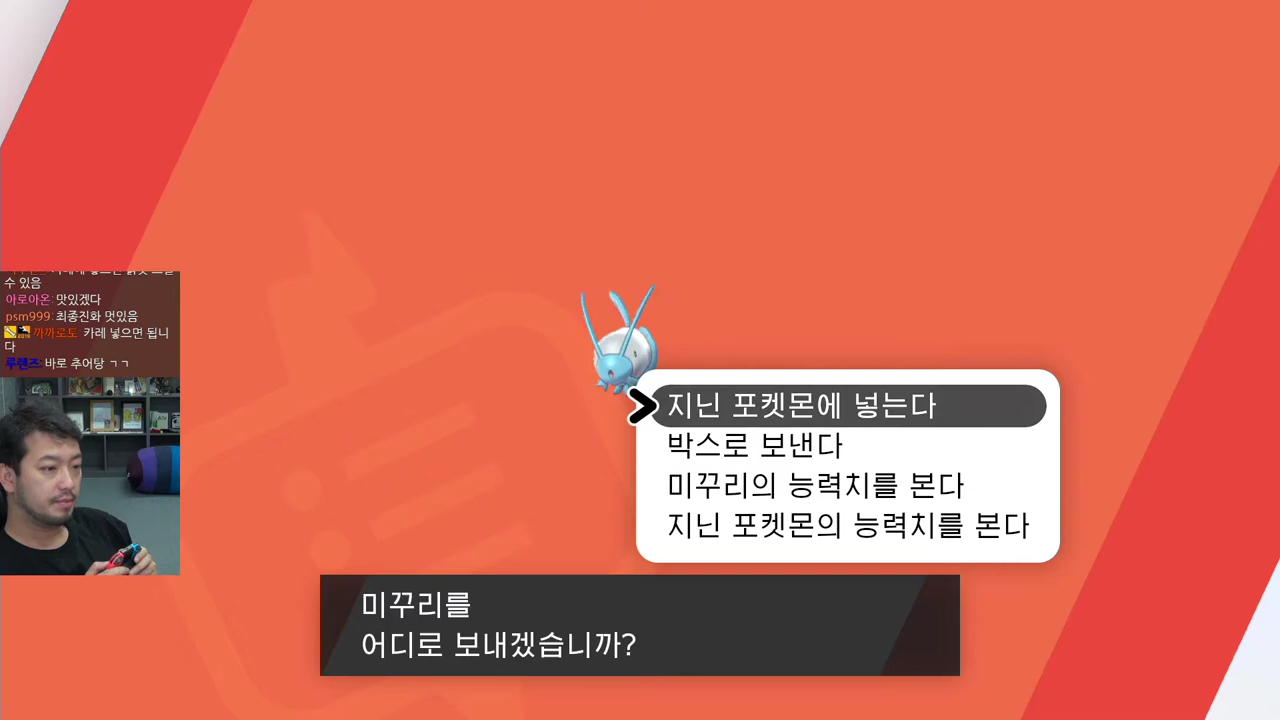 수 있음
아로아온: 맛있겠다
psm999: 최종진화 멋있음
까까로토: 카레 넣으면 됩니
다
루렌즈: 바로 추어탕 ㄱㄱ
지닌 포켓몬에 넣는다
박스로 보낸다
미꾸리의 능력치를 본다
지닌 포켓몬의 능력치를 본다
미꾸리를
어디로 보내겠습니까?